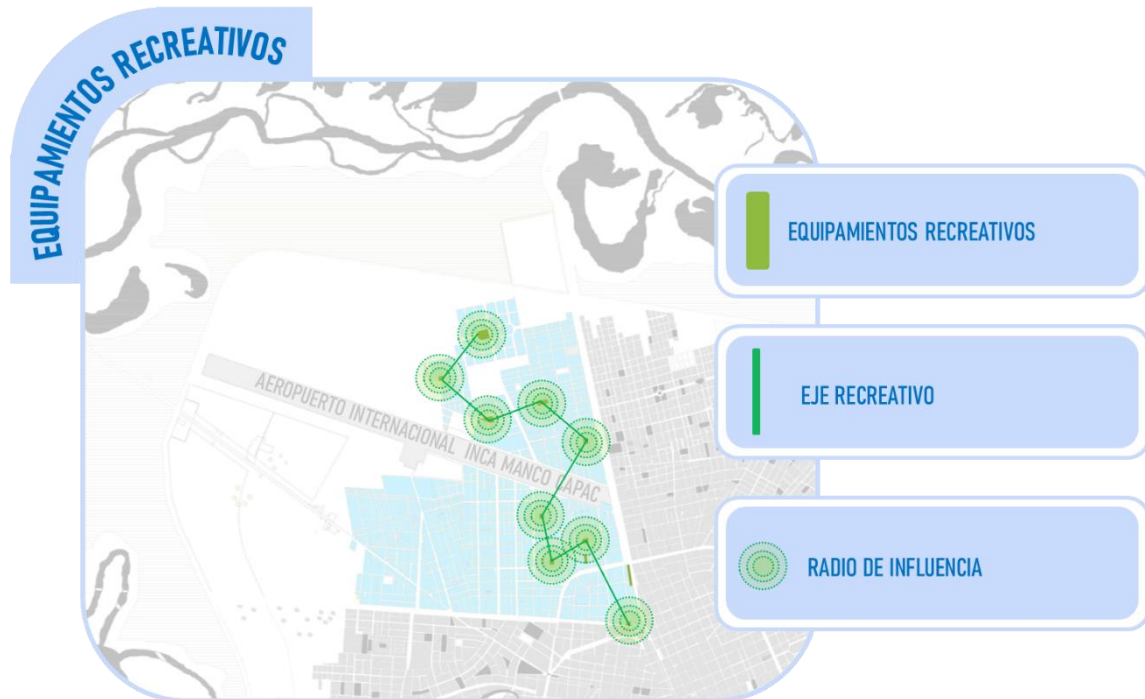 EQUIPAMIENTOS RECREATIVOS
EQUIPAMIENTOS RECREATIVOS
AEROPUERTO INTERNACIONAL INCA MANCO CAPAC
EJE RECREATIVO
RADIO DE INFLUENCIA